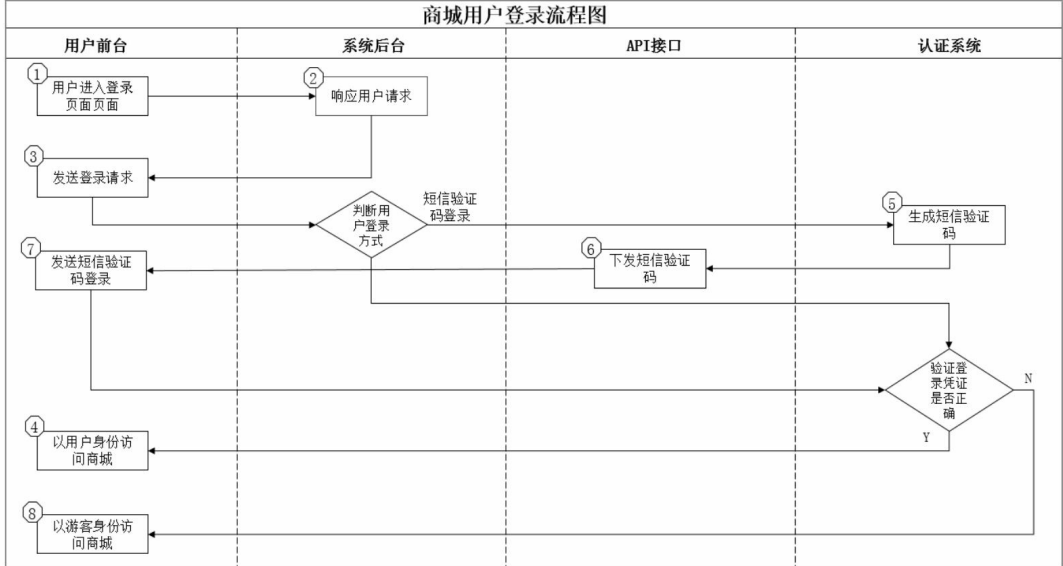 商城用户登录流程图
用户前台
系统后台
API接口
认证系统
1
用户进入登录
页面页面
2
响应用户请求
3
发送登录请求
判断用
户登录
方式
短信验证
码登录
5
生成短信验证
码
7
发送短信验证
码登录
6
下发短信验证
码
验证登
录凭证
是否正
确
N
Y
4
以用户身份访
问商城
8
以游客身份访
问商城